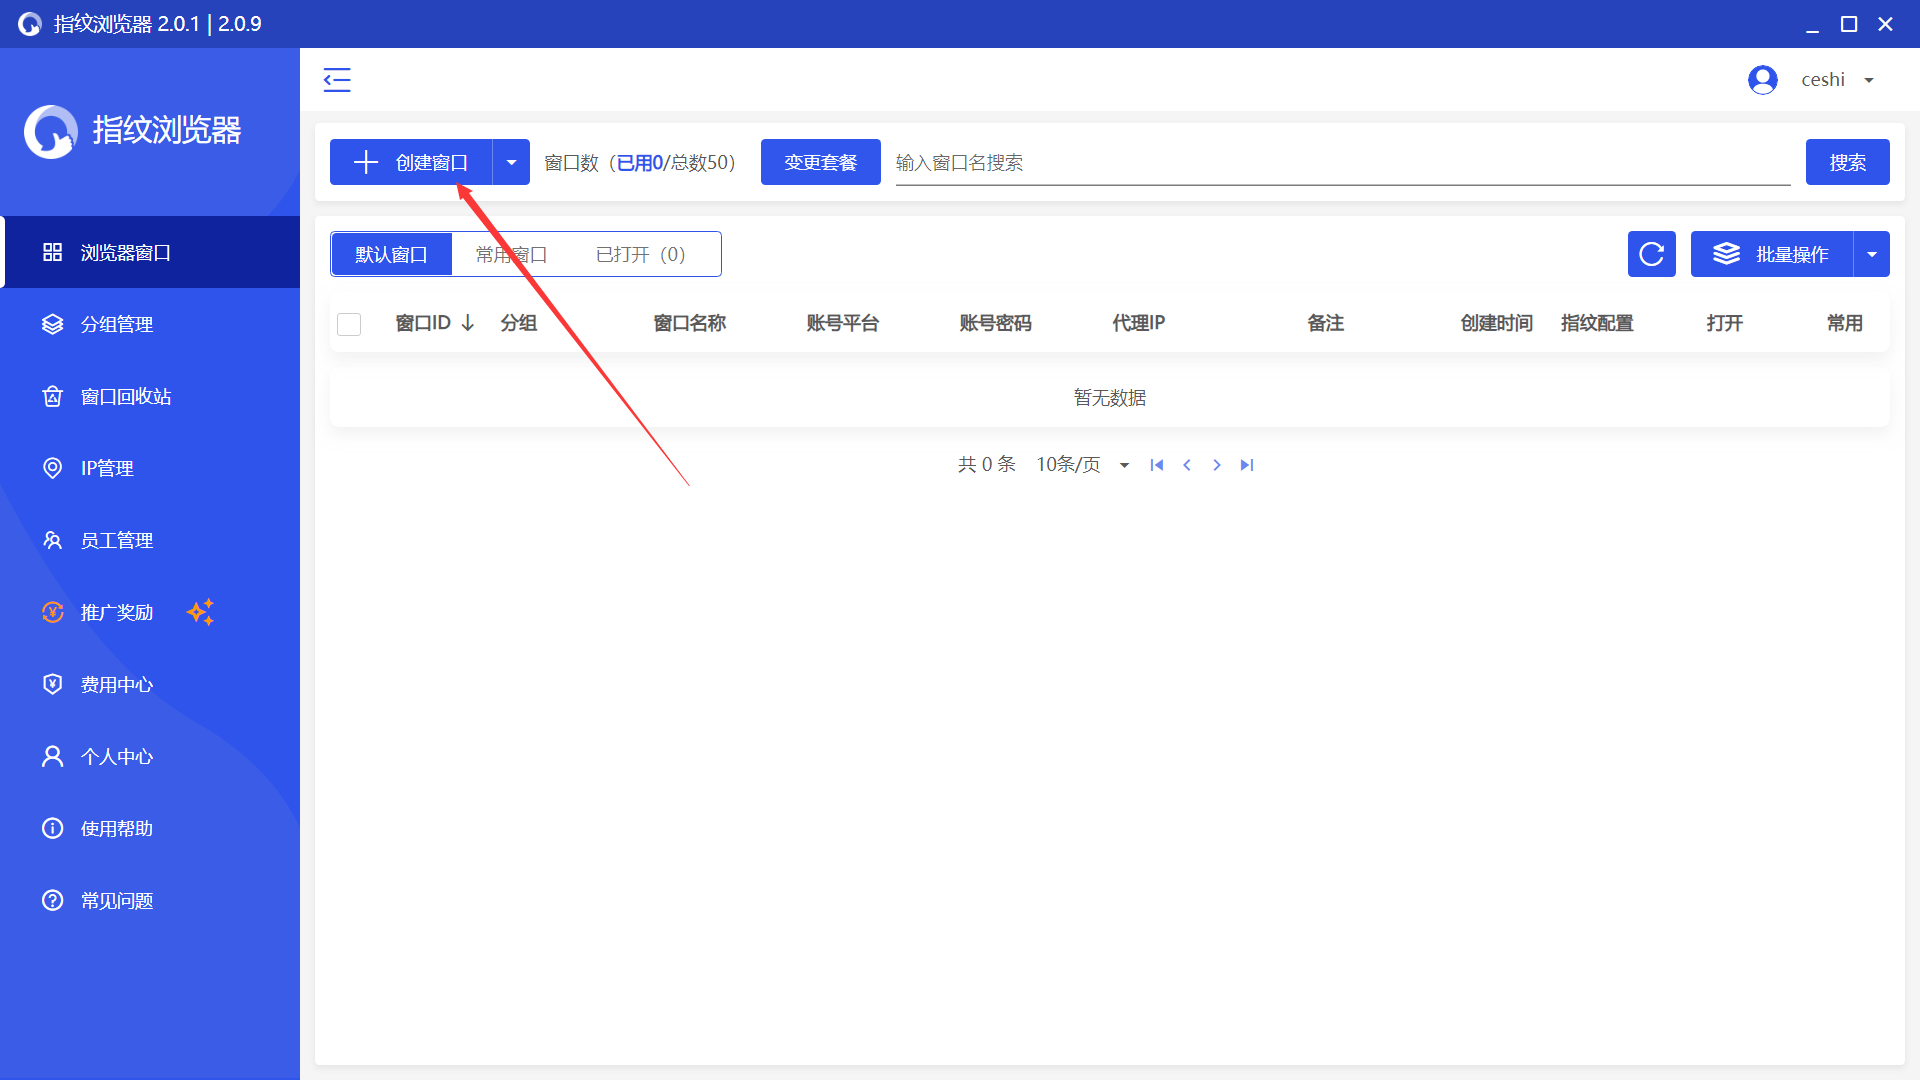 指纹浏览器 2.0.1 | 2.0.9
指纹浏览器
浏览器窗口
分组管理
窗口回收站
IP管理
员工管理
推广奖励
费用中心
个人中心
使用帮助
常见问题
ceshi
创建窗口 窗口数（已用0/总数50） 变更套餐 输入窗口名搜索 搜索
默认窗口 常用窗口 已打开（0） 批量操作
窗口ID 分组 窗口名称 账号平台 账号密码 代理IP 备注 创建时间 指纹配置 打开 常用
暂无数据
共 0 条 10条/页